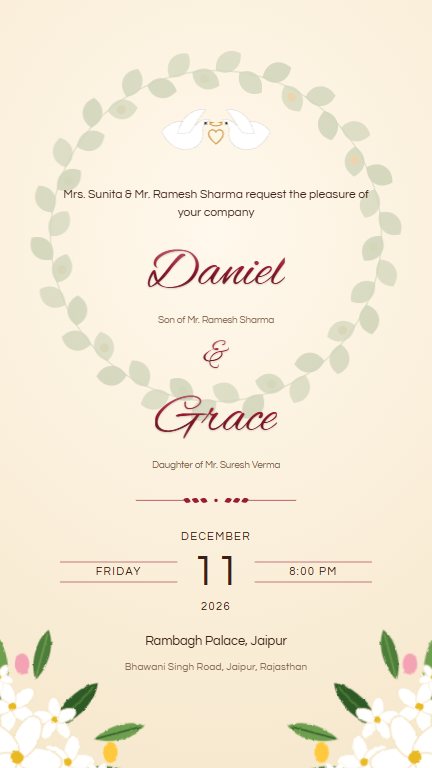 Mrs. Sunita & Mr. Ramesh Sharma request the pleasure of
your company
Daniel
Son of Mr. Ramesh Sharma
&
Grace
Daughter of Mr. Suresh Verma
DECEMBER
FRIDAY 11 8:00 PM
2026
Rambagh Palace, Jaipur
Bhawani Singh Road, Jaipur, Rajasthan